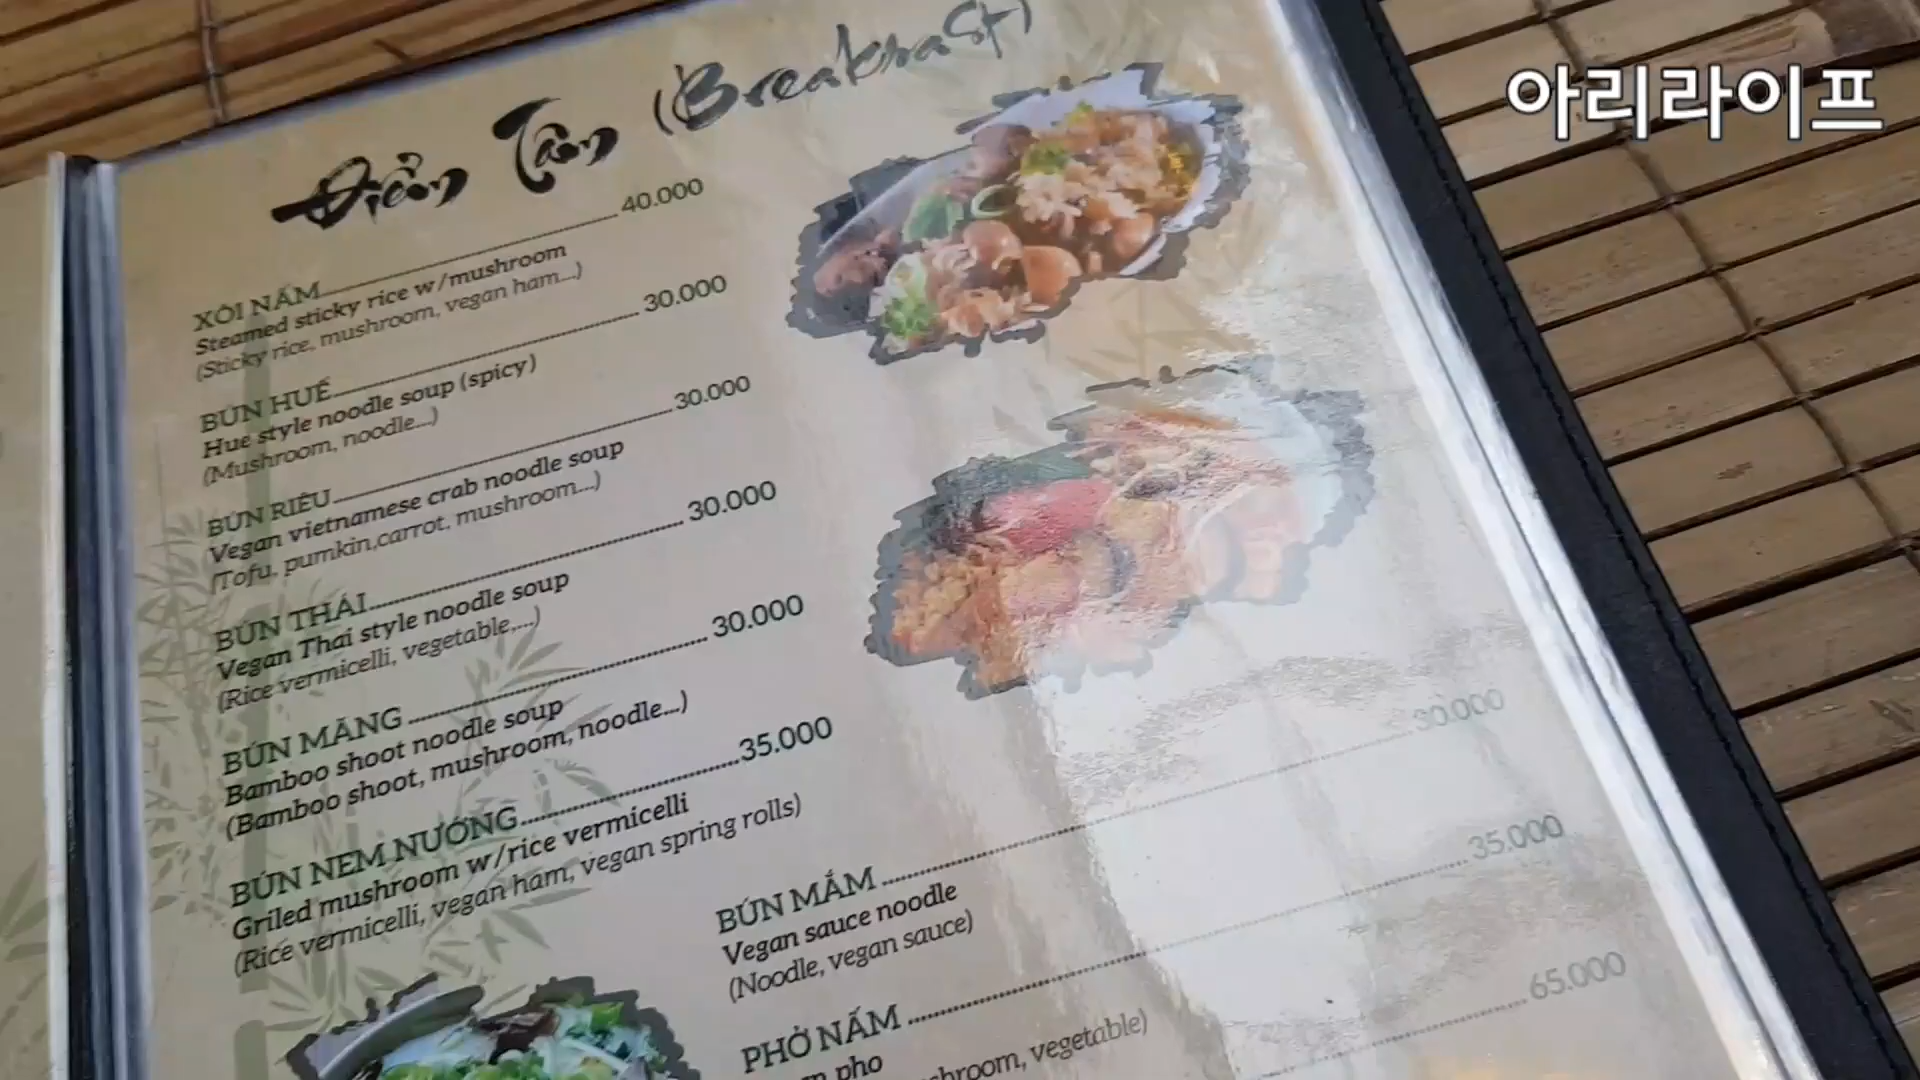 아리라이프
Điểm Tâm (Breakfast)
XÔI NẤM 40.000
Steamed sticky rice w/mushroom
(Sticky rice, mushroom, vegan ham...)
BÚN HUẾ 30.000
Hue style noodle soup (spicy)
(Mushroom, noodle...)
BÚN RIÊU 30.000
Vegan vietnamese crab noodle soup
(Tofu, pumkin,carrot, mushroom...)
BÚN THÁI 30.000
Vegan Thai style noodle soup
(Rice vermicelli, vegetable,...)
BÚN MĂNG 30.000
Bamboo shoot noodle soup
(Bamboo shoot, mushroom, noodle...)
BÚN NEM NƯỚNG 35.000
Griled mushroom w/rice vermicelli
(Rice vermicelli, vegan ham, vegan spring rolls)
BÚN MẮM 30.000
Vegan sauce noodle
(Noodle, vegan sauce)
PHỞ NẤM 35.000
pho
vegetable)
65.000